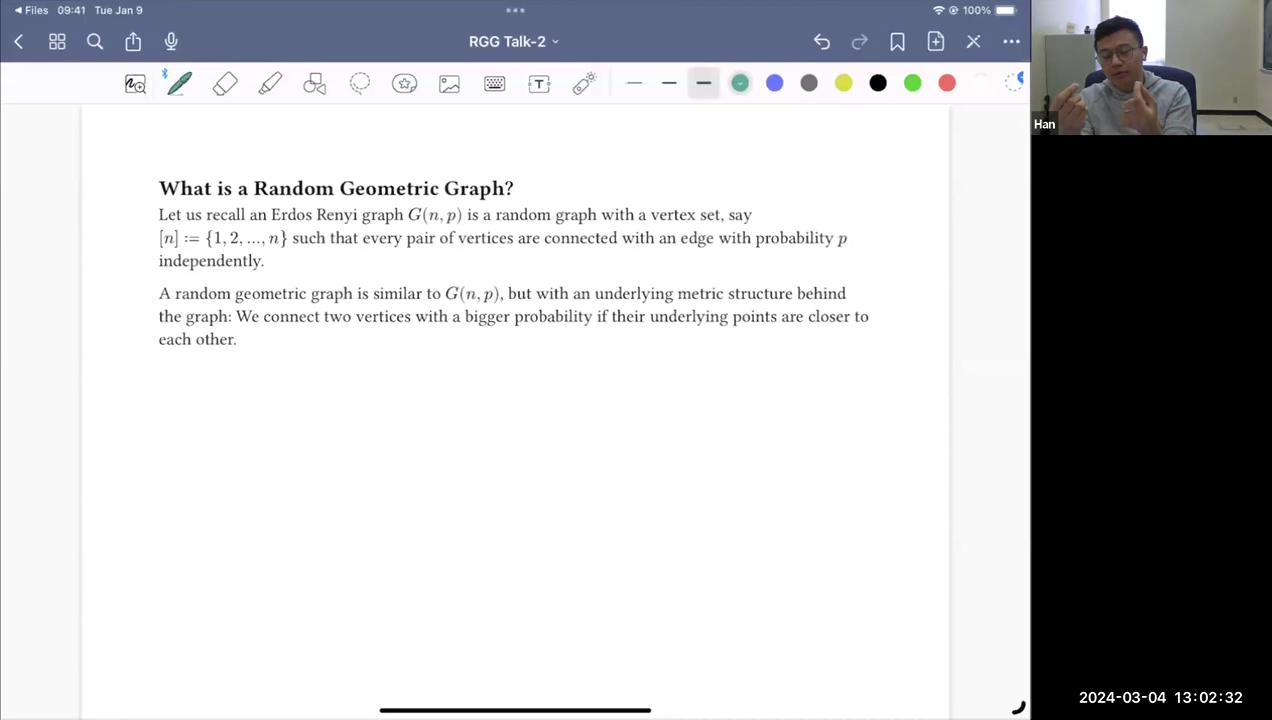 Files 09:41 Tue Jan 9
100%
RGG Talk-2
T
Han
What is a Random Geometric Graph?
Let us recall an Erdos Renyi graph G(n, p) is a random graph with a vertex set, say
[n] := {1, 2, ..., n} such that every pair of vertices are connected with an edge with probability p
independently.
A random geometric graph is similar to G(n, p), but with an underlying metric structure behind
the graph: We connect two vertices with a bigger probability if their underlying points are closer to
each other.
2024-03-04 13:02:32